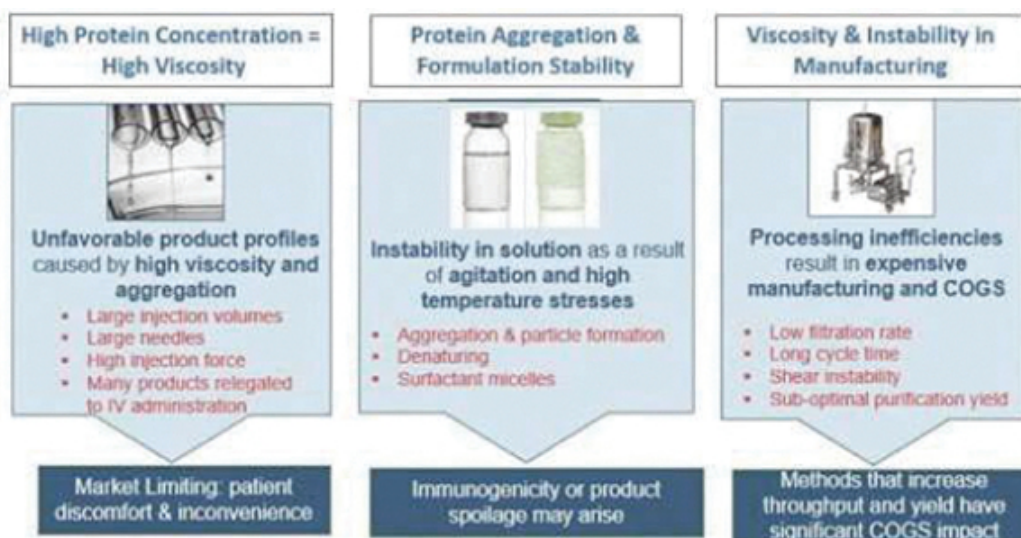 High Protein Concentration =
High Viscosity
Unfavorable product profiles
caused by high viscosity and
aggregation
▪ Large injection volumes
▪ Large needles
▪ High injection force
▪ Many products relegated
to IV administration
Market Limiting: patient
discomfort & inconvenience
Protein Aggregation &
Formulation Stability
Instability in solution as a result
of agitation and high
temperature stresses
▪ Aggregation & particle formation
▪ Denaturing
▪ Surfactant micelles
Immunogenicity or product
spoilage may arise
Viscosity & Instability in
Manufacturing
Processing inefficiencies
result in expensive
manufacturing and COGS
▪ Low filtration rate
▪ Long cycle time
▪ Shear instability
▪ Sub-optimal purification yield
Methods that increase
throughput and yield have
significant COGS impact